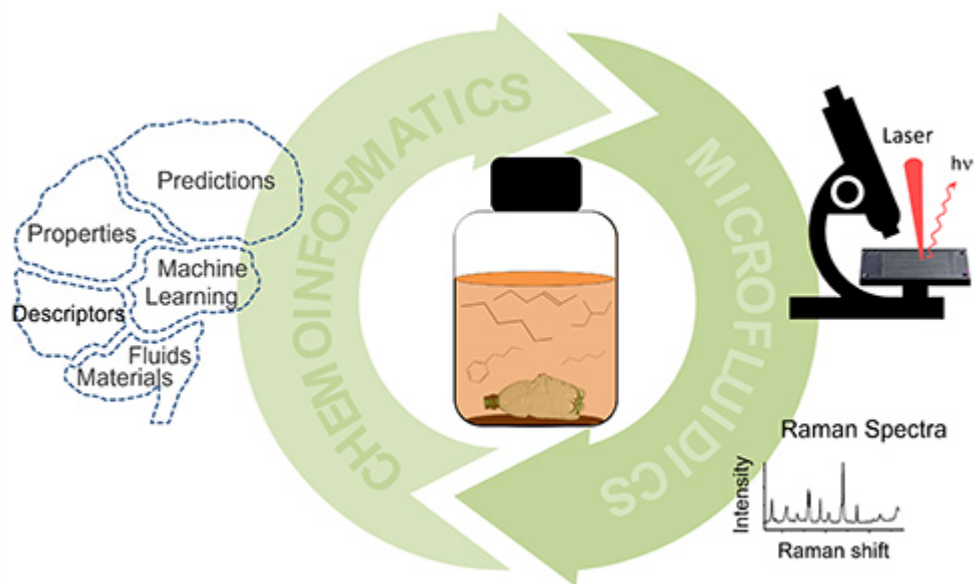 CHEMOINFORMATICS
MICROFLUIDICS
Predictions
Properties
Machine
Learning
Descriptors
Fluids
Materials
Laser
hν
Raman Spectra
Intensity
Raman shift